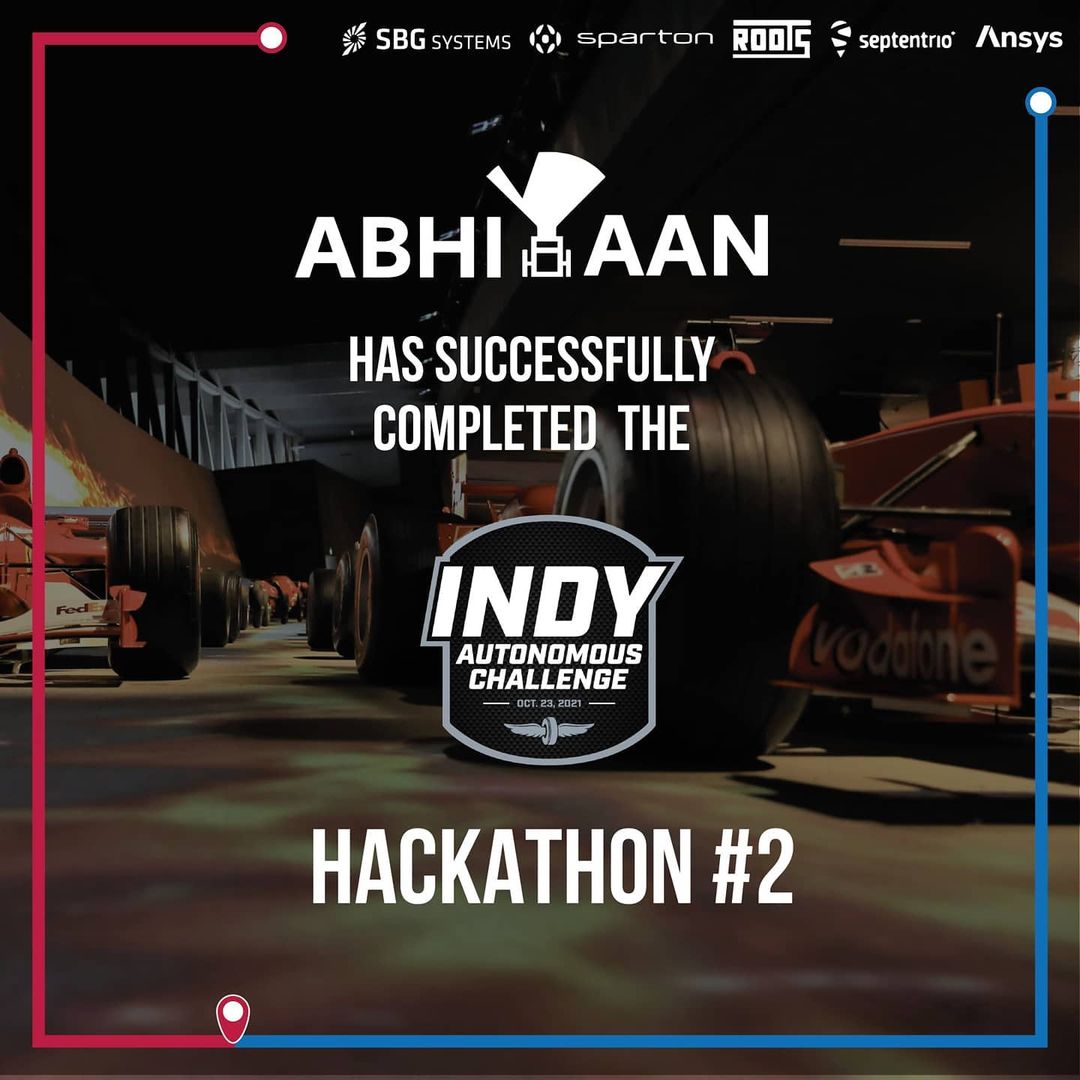 SBG SYSTEMS sparton ROOTS septentrio Ansys
ABHIYAAN
HAS SUCCESSFULLY
COMPLETED THE
INDY
AUTONOMOUS
CHALLENGE
OCT. 23, 2021
FedEx
vodafone
HACKATHON #2